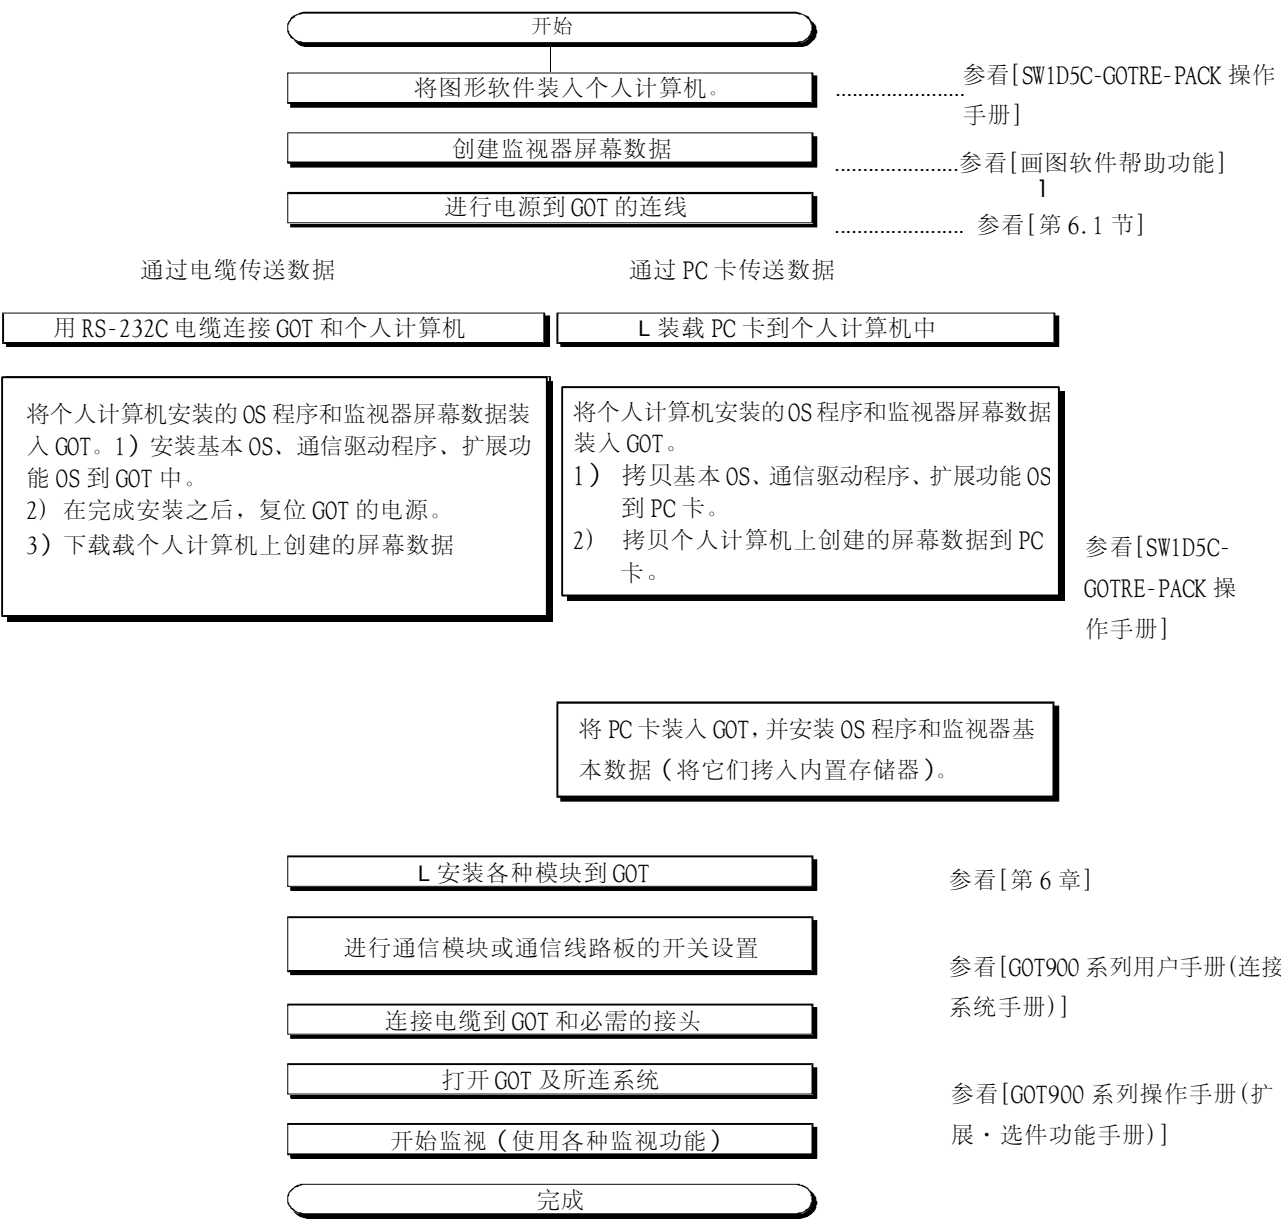 开始
将图形软件装入个人计算机。
参看[SW1D5C-GOTRE-PACK 操作
手册]
创建监视器屏幕数据
参看[画图软件帮助功能]
1
进行电源到 GOT 的连线
参看[第 6.1 节]
通过电缆传送数据
通过 PC 卡传送数据
用 RS-232C 电缆连接 GOT 和个人计算机
L 装载 PC 卡到个人计算机中
将个人计算机安装的 OS 程序和监视器屏幕数据装
入 GOT。1) 安装基本 OS、通信驱动程序、扩展功
能 OS 到 GOT 中。
2) 在完成安装之后，复位 GOT 的电源。
3) 下载载个人计算机上创建的屏幕数据
将个人计算机安装的 OS 程序和监视器屏幕数据
装入 GOT。
1) 拷贝基本 OS、通信驱动程序、扩展功能 OS
到 PC 卡。
2) 拷贝个人计算机上创建的屏幕数据到 PC
卡。
参看[SW1D5C-
GOTRE-PACK 操
作手册]
将 PC 卡装入 GOT，并安装 OS 程序和监视器基
本数据（将它们拷入内置存储器）。
L 安装各种模块到 GOT
参看[第 6 章]
进行通信模块或通信线路板的开关设置
参看[GOT900 系列用户手册(连接
系统手册)]
连接电缆到 GOT 和必需的接头
打开 GOT 及所连系统
参看[GOT900 系列操作手册(扩
展·选件功能手册)]
开始监视（使用各种监视功能）
完成